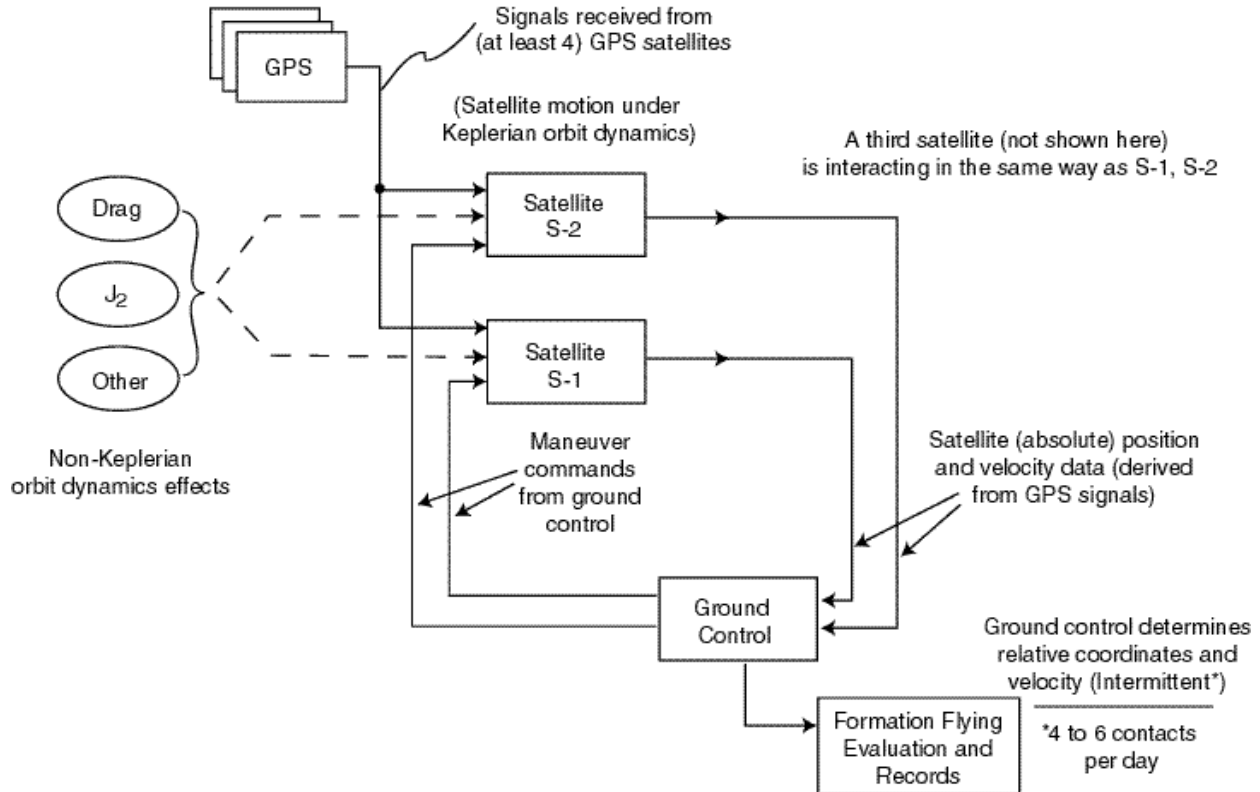 Signals received from
(at least 4) GPS satellites
GPS
(Satellite motion under
Keplerian orbit dynamics)
A third satellite (not shown here)
is interacting in the same way as S-1, S-2
Drag
J₂
Other
Non-Keplerian
orbit dynamics effects
Satellite
S-2
Satellite
S-1
Maneuver
commands
from ground
control
Satellite (absolute) position
and velocity data (derived
from GPS signals)
Ground
Control
Ground control determines
relative coordinates and
velocity (Intermittent*)
*4 to 6 contacts
per day
Formation Flying
Evaluation and
Records